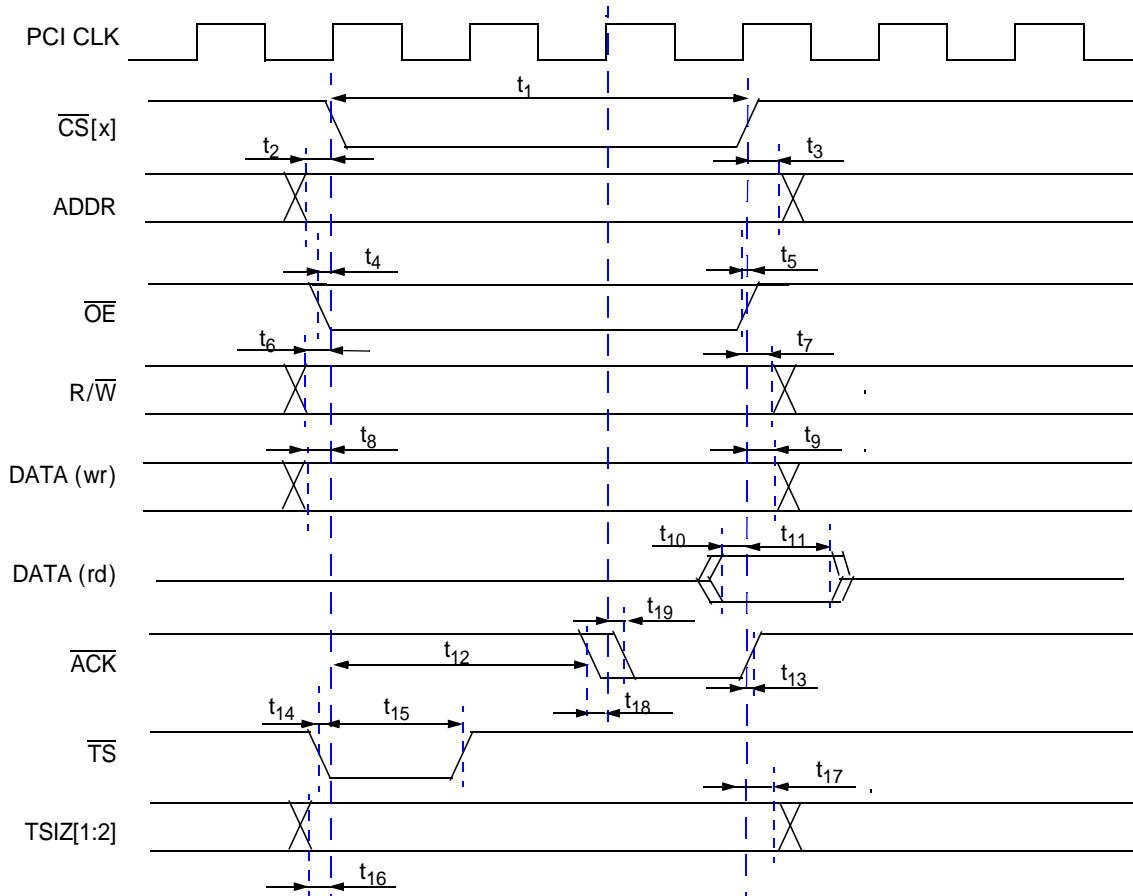 PCI CLK
t1
CS[x]
t2
t3
ADDR
t4
t5
OE
t6
t7
R/W
t8
t9
DATA (wr)
t10
t11
DATA (rd)
t19
t12
ACK
t13
t18
t14
t15
TS
t17
TSIZ[1:2]
t16